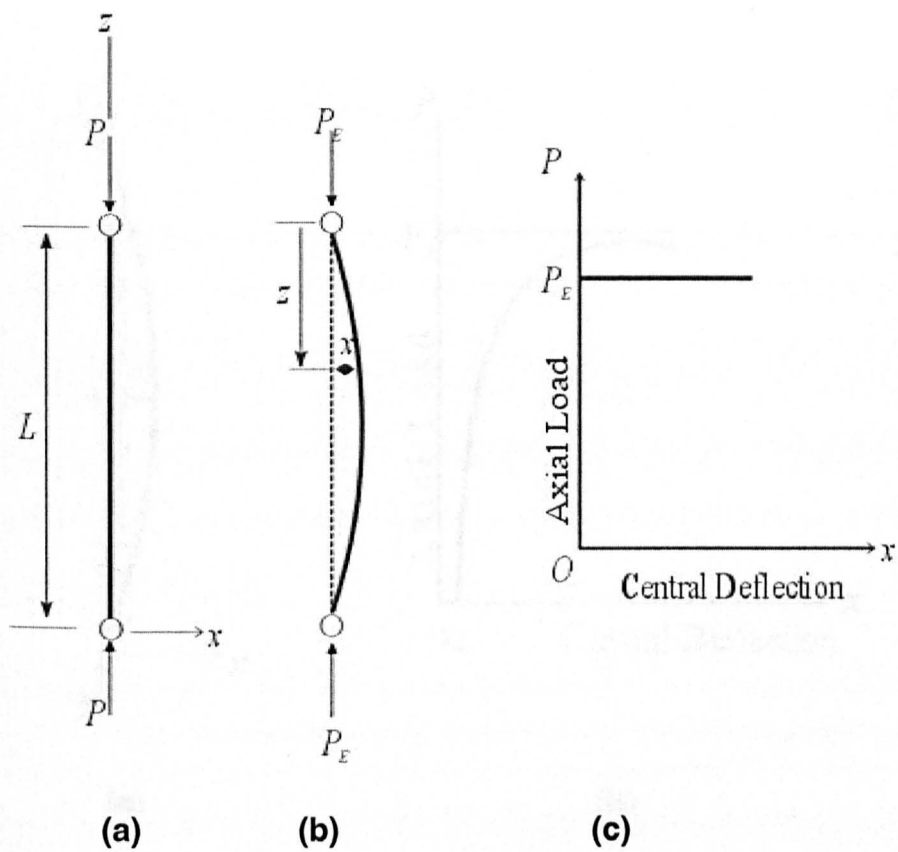 z
P
L
x
P
(a)
P_E
z
x
P_E
(b)
P
P_E
Axial Load
O
x
Central Deflection
(c)